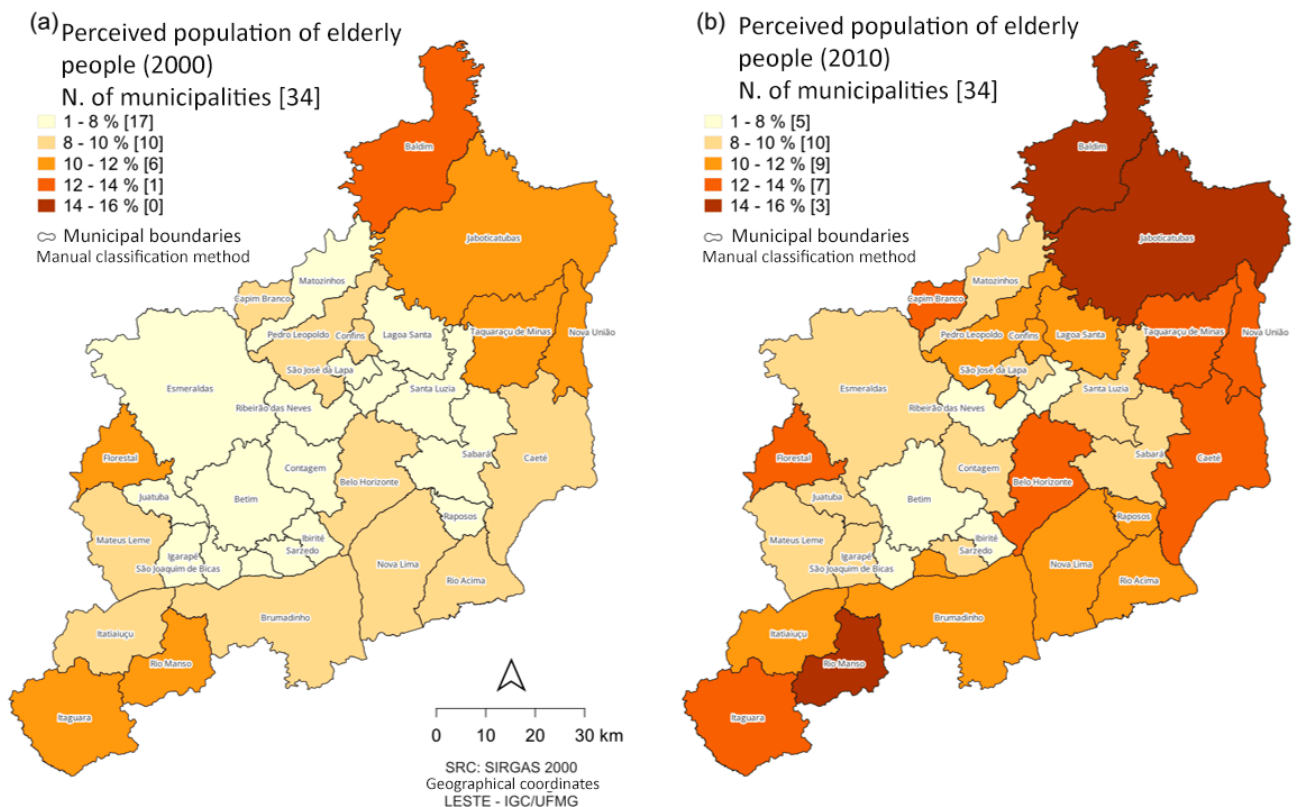 (a) Perceived population of elderly
people (2000)
N. of municipalities [34]
1 - 8 % [17]
8 - 10 % [10]
10 - 12 % [6]
12 - 14 % [1]
14 - 16 % [0]
Municipal boundaries
Manual classification method
Baldim
Jaboticatubas
Matozinhos
Capim Branco
Pedro Leopoldo
Confins
Lagoa Santa
Taquaraçu de Minas
Nova União
São José da Lapa
Esmeraldas
Santa Luzia
Ribeirão das Neves
Florestal
Contagem
Sabará
Caeté
Belo Horizonte
Juatuba
Betim
Raposos
Mateus Leme
Igarapé
Ibirité
Sarzedo
São Joaquim de Bicas
Nova Lima
Rio Acima
Brumadinho
Itatiaiuçu
Rio Manso
Itaguara
0 10 20 30 km
SRC: SIRGAS 2000
Geographical coordinates
LESTE - IGC/UFMG
(b) Perceived population of elderly
people (2010)
N. of municipalities [34]
1 - 8 % [5]
8 - 10 % [10]
10 - 12 % [9]
12 - 14 % [7]
14 - 16 % [3]
Municipal boundaries
Manual classification method
Baldim
Jaboticatubas
Matozinhos
Capim Branco
Pedro Leopoldo
Confins
Lagoa Santa
Taquaraçu de Minas
Nova União
São José da Lapa
Esmeraldas
Santa Luzia
Ribeirão das Neves
Florestal
Contagem
Sabará
Caeté
Belo Horizonte
Juatuba
Betim
Raposos
Mateus Leme
Igarapé
Ibirité
Sarzedo
São Joaquim de Bicas
Nova Lima
Rio Acima
Brumadinho
Itatiaiuçu
Rio Manso
Itaguara